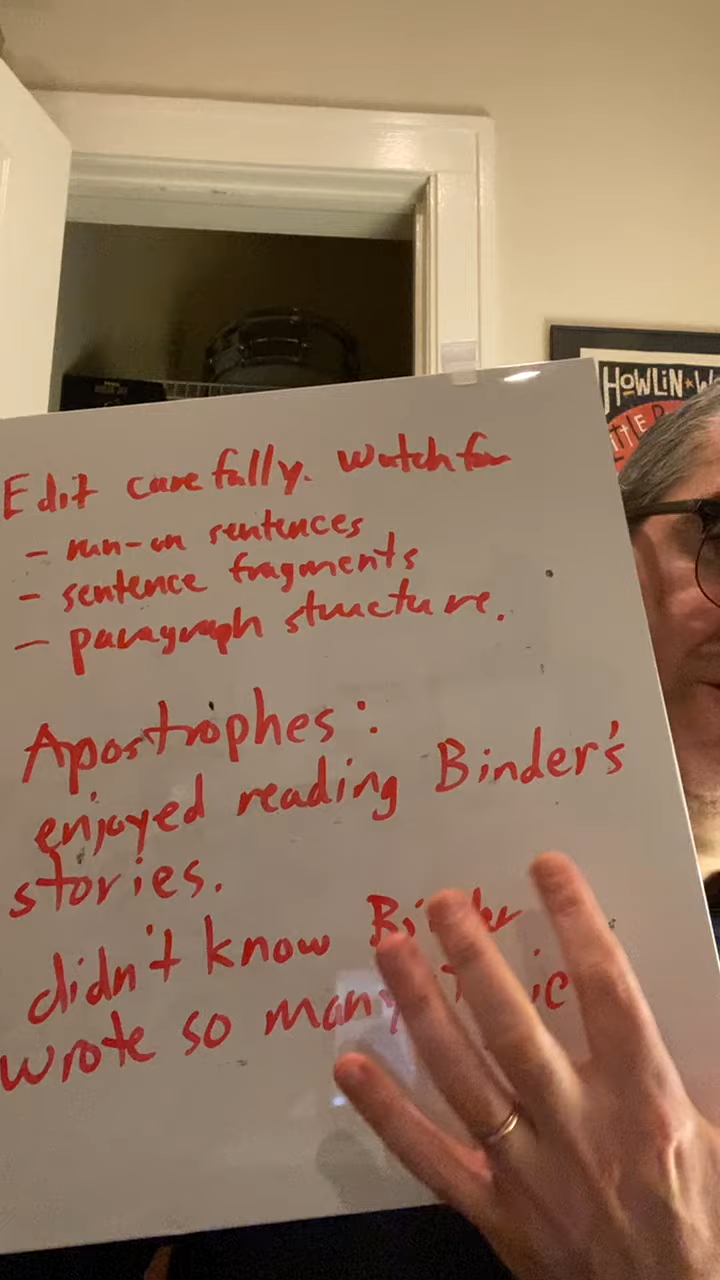 HOWLIN★W
Edit carefully. Watch for
- run-on sentences
- sentence fragments
- paragraph structure.
Apostrophes:
enjoyed reading Binder's
stories.
didn't know
wrote so many